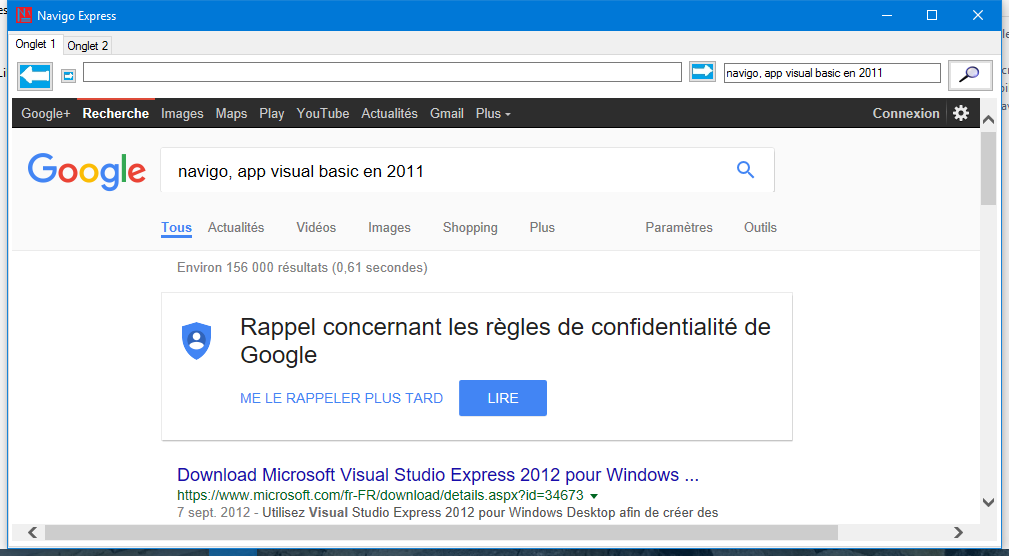 Navigo Express
Onglet 1 Onglet 2
navigo, app visual basic en 2011
Google+ Recherche Images Maps Play YouTube Actualités Gmail Plus Connexion
Google navigo, app visual basic en 2011
Tous Actualités Vidéos Images Shopping Plus Paramètres Outils
Environ 156 000 résultats (0,61 secondes)
Rappel concernant les règles de confidentialité de
Google
ME LE RAPPELER PLUS TARD LIRE
Download Microsoft Visual Studio Express 2012 pour Windows ...
https://www.microsoft.com/fr-FR/download/details.aspx?id=34673
7 sept. 2012 - Utilisez Visual Studio Express 2012 pour Windows Desktop afin de créer des